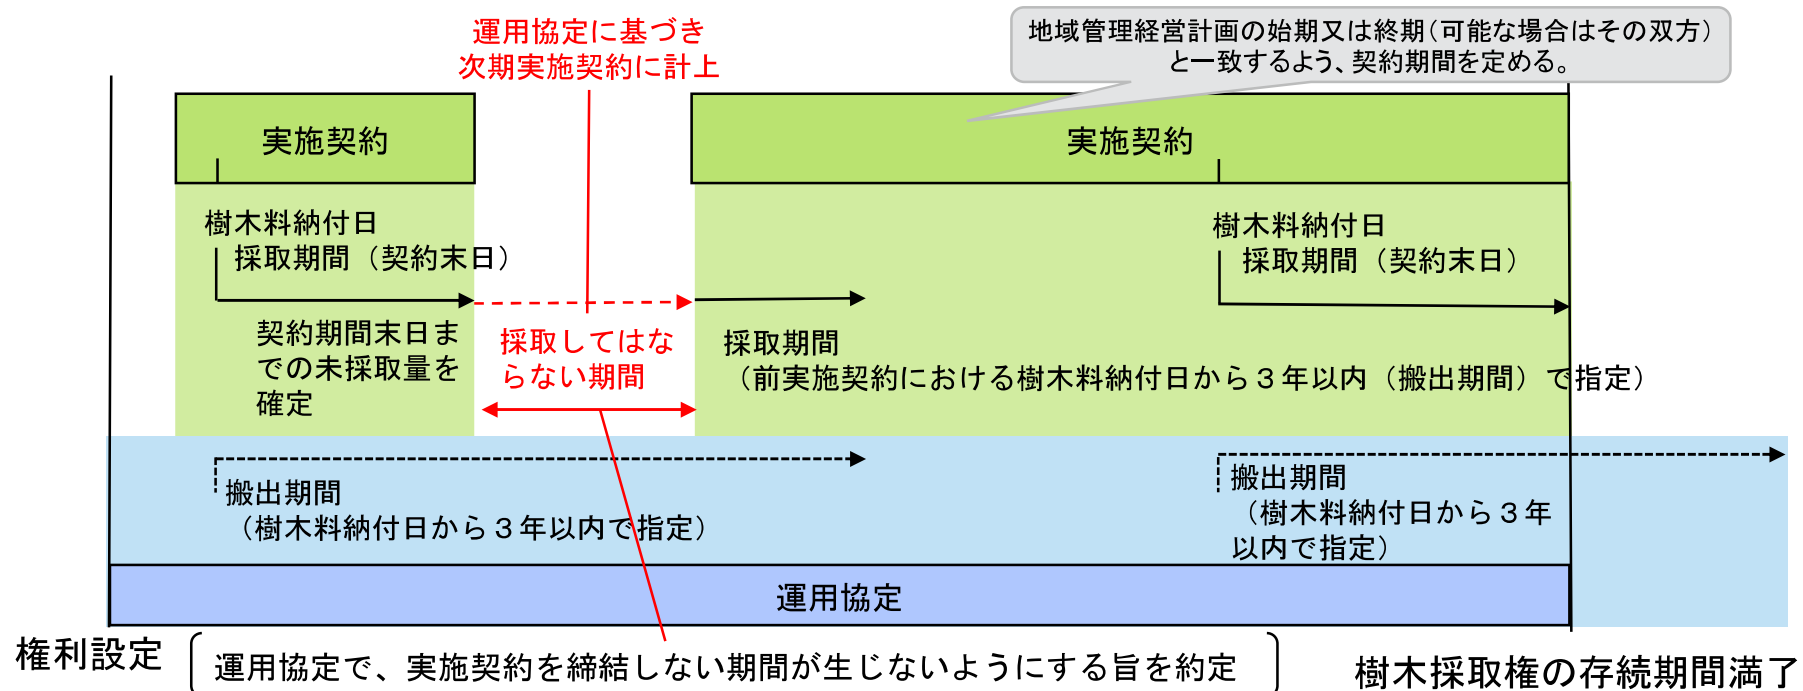 運用協定に基づき
次期実施契約に計上
地域管理経営計画の始期又は終期（可能な場合はその双方）
と一致するよう、契約期間を定める。
実施契約
実施契約
樹木料納付日
採取期間（契約末日）
樹木料納付日
採取期間（契約末日）
契約期間末日ま
での未採取量を
確定
採取してはな
らない期間
採取期間
（前実施契約における樹木料納付日から３年以内（搬出期間）で指定）
搬出期間
（樹木料納付日から３年以内で指定）
搬出期間
（樹木料納付日から３年
以内で指定）
運用協定
権利設定
運用協定で、実施契約を締結しない期間が生じないようにする旨を約定
樹木採取権の存続期間満了